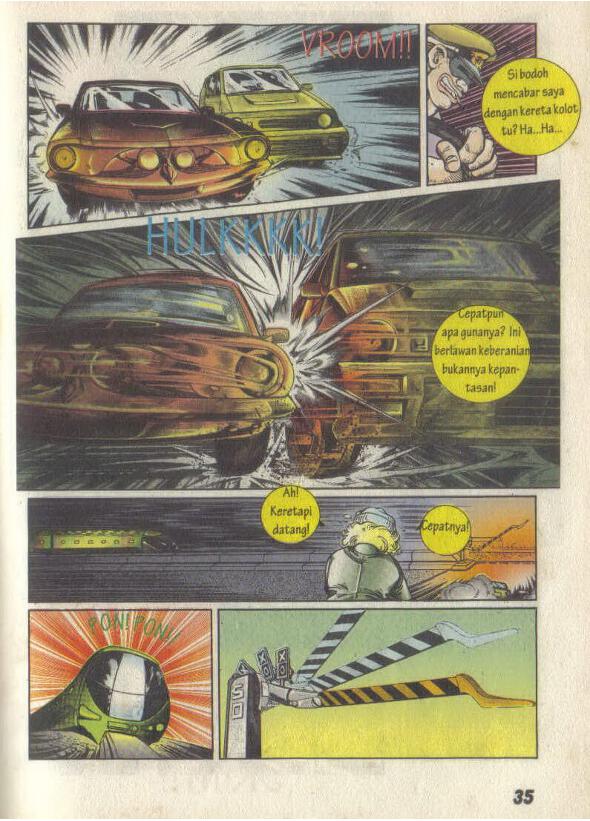 VROOM!!
Si bodoh
mencabar saya
dengan kereta kolot
tu? Ha...Ha...
HULKKKK!
Cepatpun
apa gunanya? Ini
berlawan keberanian
bukannya kepan-
tasan!
Ah!
Keretapi
datang!
Cepatnya!
PON! PON!!
35